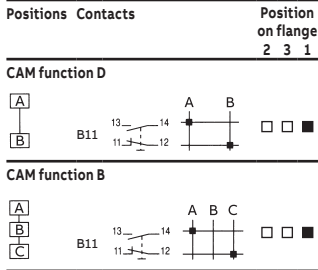 Positions Contacts Position
on flange
2 3 1
CAM function D
A
B
B11
13 14
11 12
A B
CAM function B
A
B
C
B11
13 14
11 12
A B C